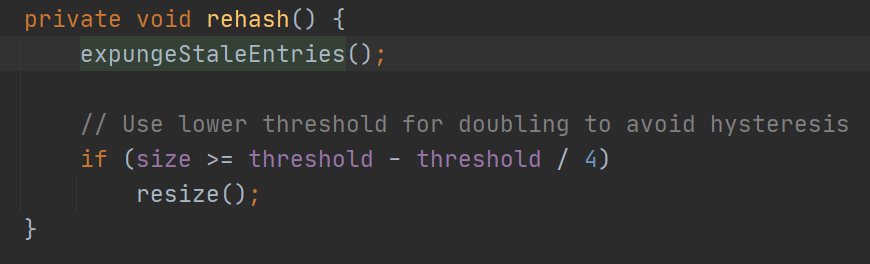 private void rehash() {
    expungeStaleEntries();

    // Use lower threshold for doubling to avoid hysteresis
    if (size >= threshold - threshold / 4)
        resize();
}